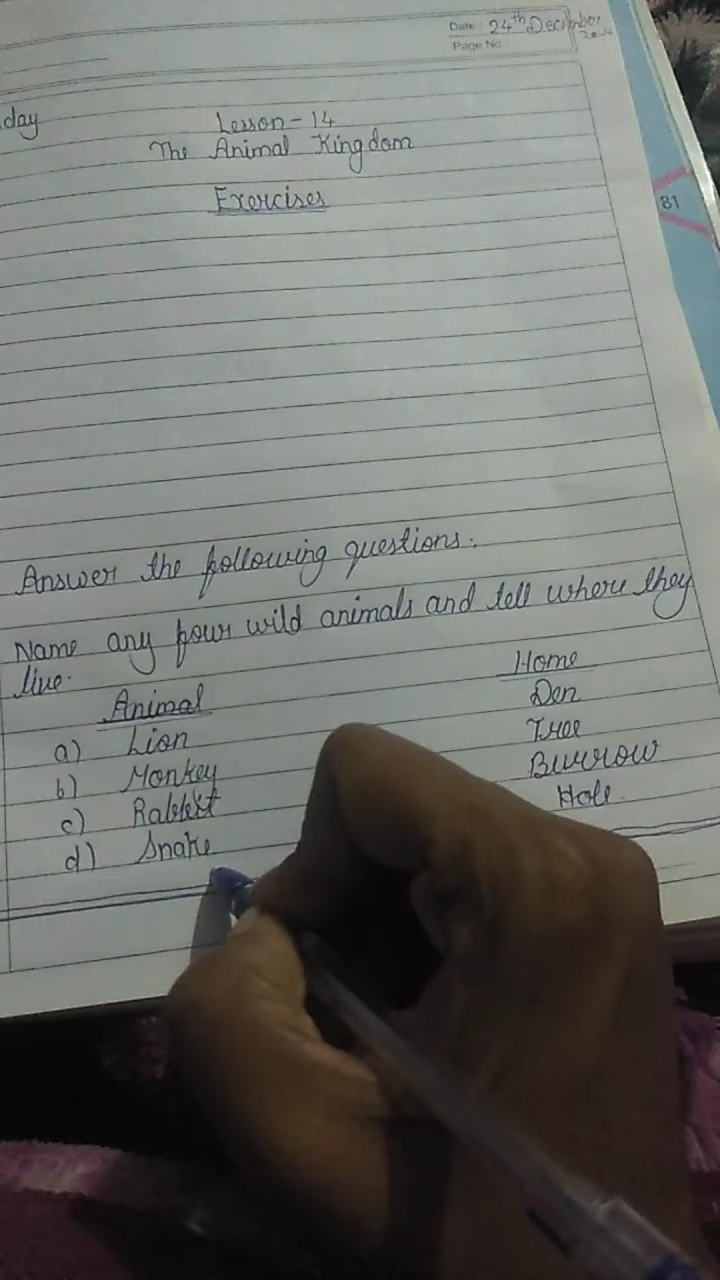 Date: 24th December
Page No
day
Lesson-14
The Animal Kingdom
Exercises
81
Answer the following questions.
Name any four wild animals and tell where they
live.
Animal Home
a) Lion Den
b) Monkey Tree
c) Rabbit Burrow
d) Snake Hole.